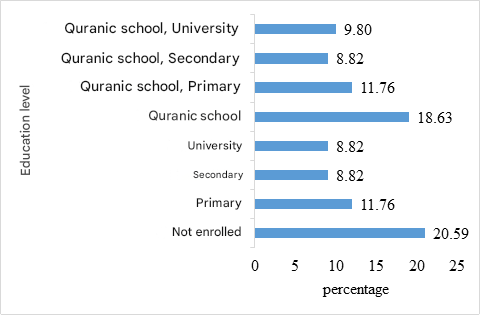 Quranic school, University 9.80
Quranic school, Secondary 8.82
Quranic school, Primary 11.76
Quranic school 18.63
University 8.82
Secondary 8.82
Primary 11.76
Not enrolled 20.59
Education level
0 5 10 15 20 25
percentage